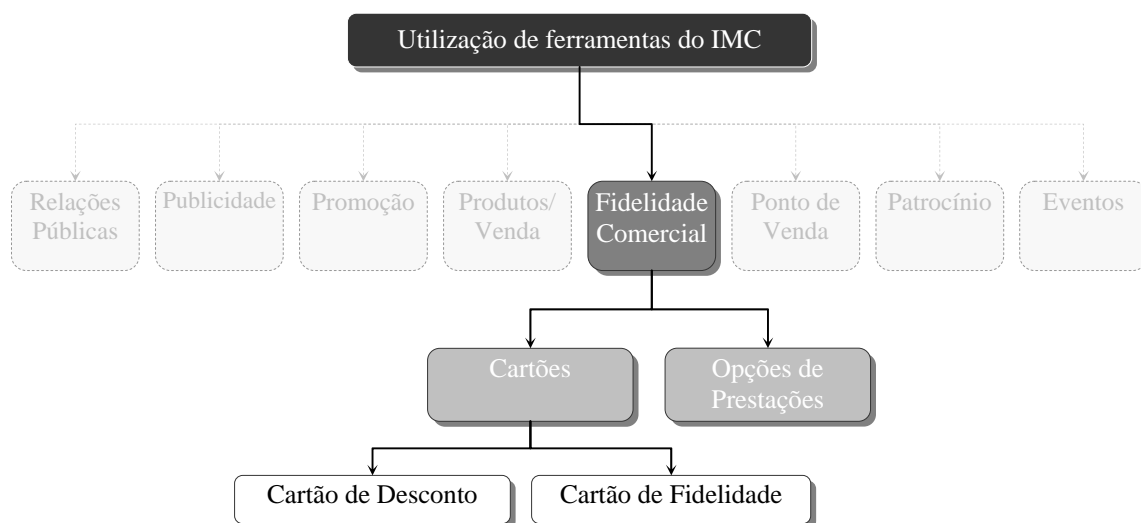 Utilização de ferramentas do IMC
Relações
Públicas
Publicidade
Promoção
Produtos/
Venda
Fidelidade
Comercial
Ponto de
Venda
Patrocínio
Eventos
Cartões
Opções de
Prestações
Cartão de Desconto
Cartão de Fidelidade